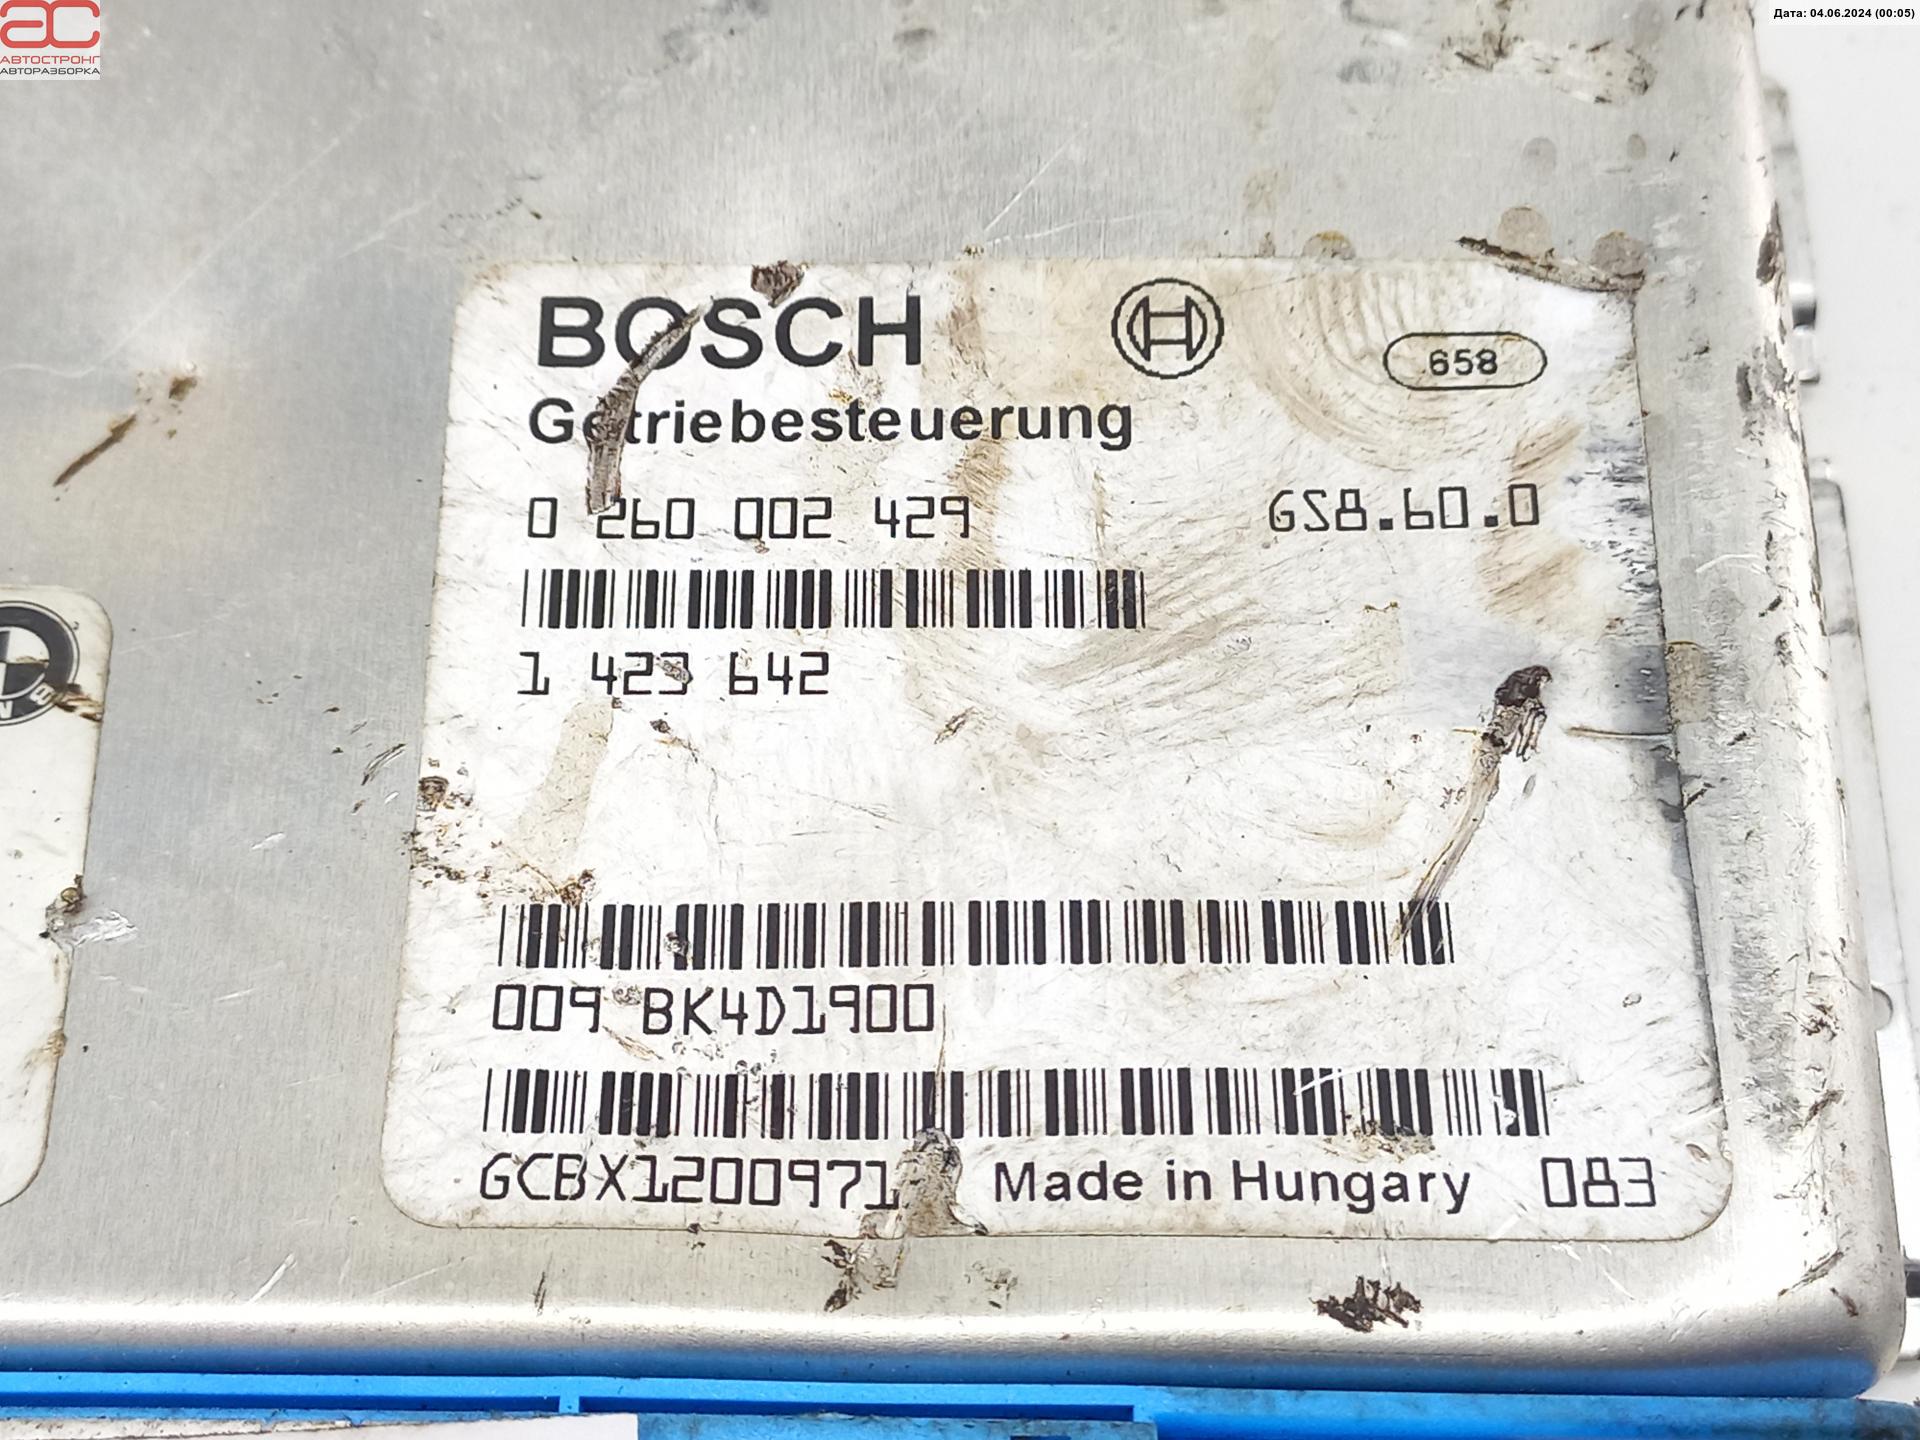 Дата: 04.06.2024 (00:05)
АВТОСТРОНГ
АВТОРАЗБОРКА
BOSCH
658
Getriebesteuerung
0 260 002 429 GS8.60.0
1 423 642
009 BK4D1900
GCBX1200971 Made in Hungary 083